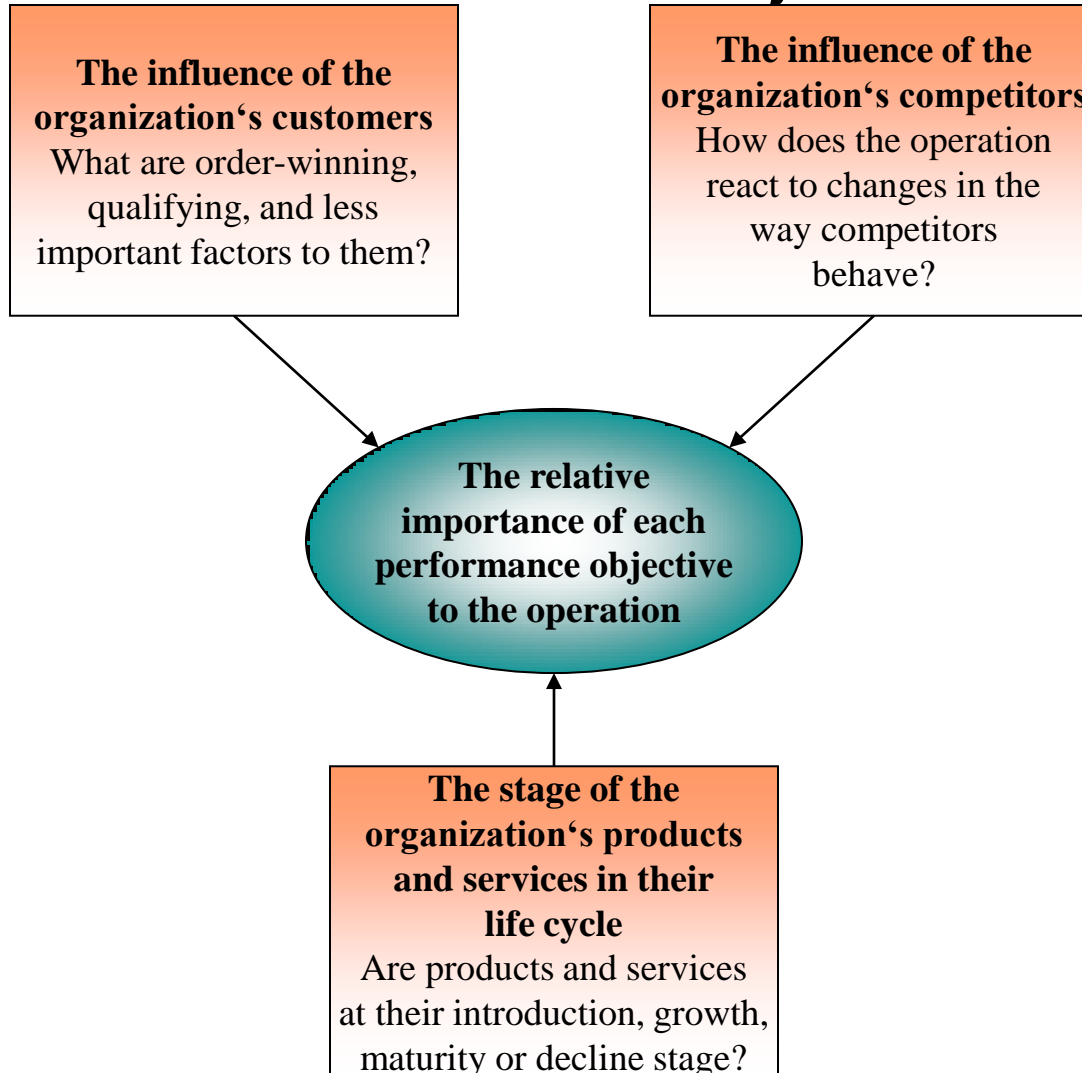 The influence of the
organization‘s customers
What are order-winning,
qualifying, and less
important factors to them?
The influence of the
organization‘s competitors
How does the operation
react to changes in the
way competitors
behave?
The relative
importance of each
performance objective
to the operation
The stage of the
organization‘s products
and services in their
life cycle
Are products and services
at their introduction, growth,
maturity or decline stage?